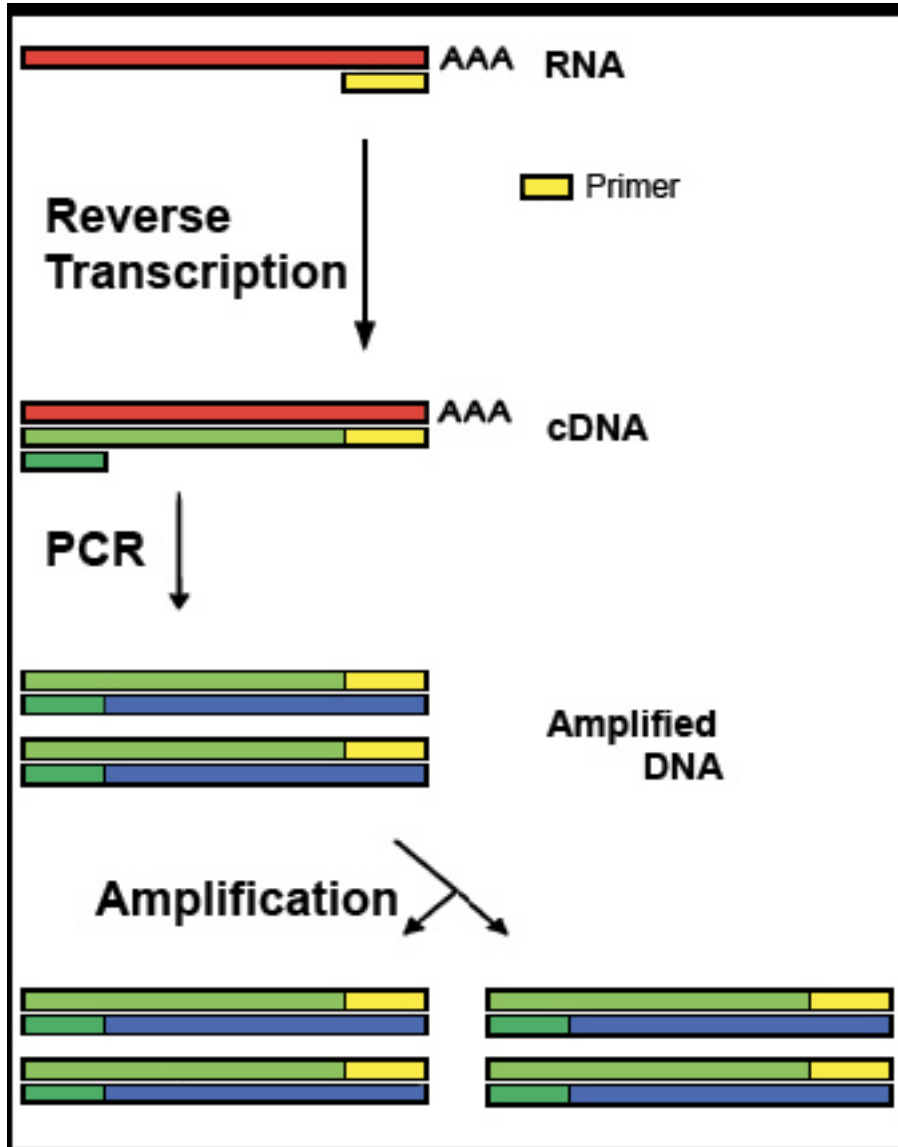 AAA RNA
Primer
Reverse
Transcription
AAA cDNA
PCR
Amplified
DNA
Amplification